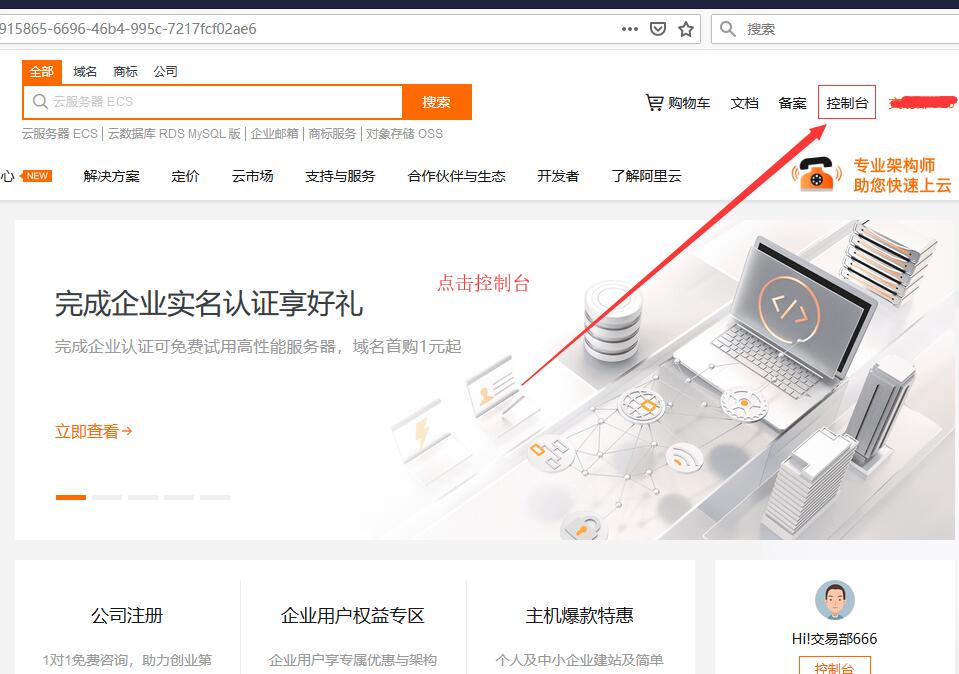 915865-6696-46b4-995c-7217fcf02ae6
搜索
全部 域名 商标 公司
云服务器 ECS 搜索
购物车 文档 备案 控制台
云服务器 ECS | 云数据库 RDS MySQL 版 | 企业邮箱 | 商标服务 | 对象存储 OSS
心 NEW 解决方案 定价 云市场 支持与服务 合作伙伴与生态 开发者 了解阿里云
专业架构师
助您快速上云
点击控制台
完成企业实名认证享好礼
完成企业认证可免费试用高性能服务器，域名首购1元起
立即查看
</>
公司注册 企业用户权益专区 主机爆款特惠
1对1免费咨询，助力创业第 企业用户享专属优惠与架构 个人及中小企业建站及简单
Hi!交易部666
控制台